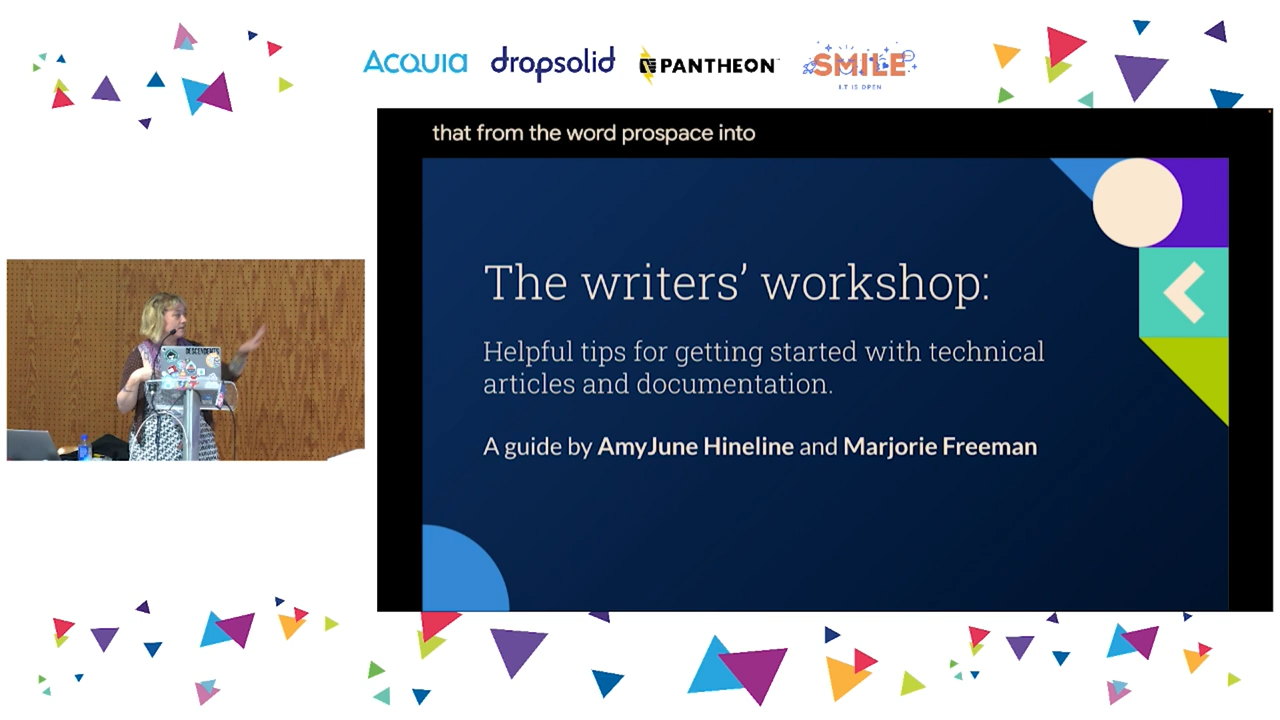 Acquia
dropsolid
PANTHEON
SMILE
I.T IS OPEN
that from the word prospace into
The writers’ workshop:
Helpful tips for getting started with technical
articles and documentation.
A guide by AmyJune Hineline and Marjorie Freeman
DESCENDENTS